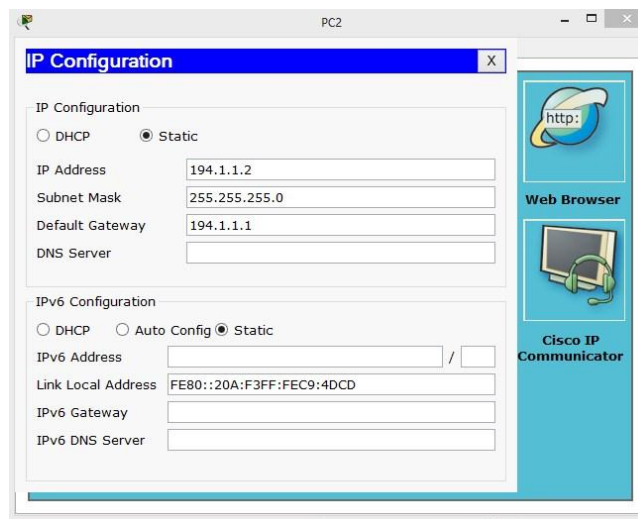 PC2
IP Configuration X
IP Configuration
DHCP Static
IP Address 194.1.1.2
Subnet Mask 255.255.255.0
Default Gateway 194.1.1.1
DNS Server
IPv6 Configuration
DHCP Auto Config Static
IPv6 Address /
Link Local Address FE80::20A:F3FF:FEC9:4DCD
IPv6 Gateway
IPv6 DNS Server
http:
Web Browser
Cisco IP
Communicator